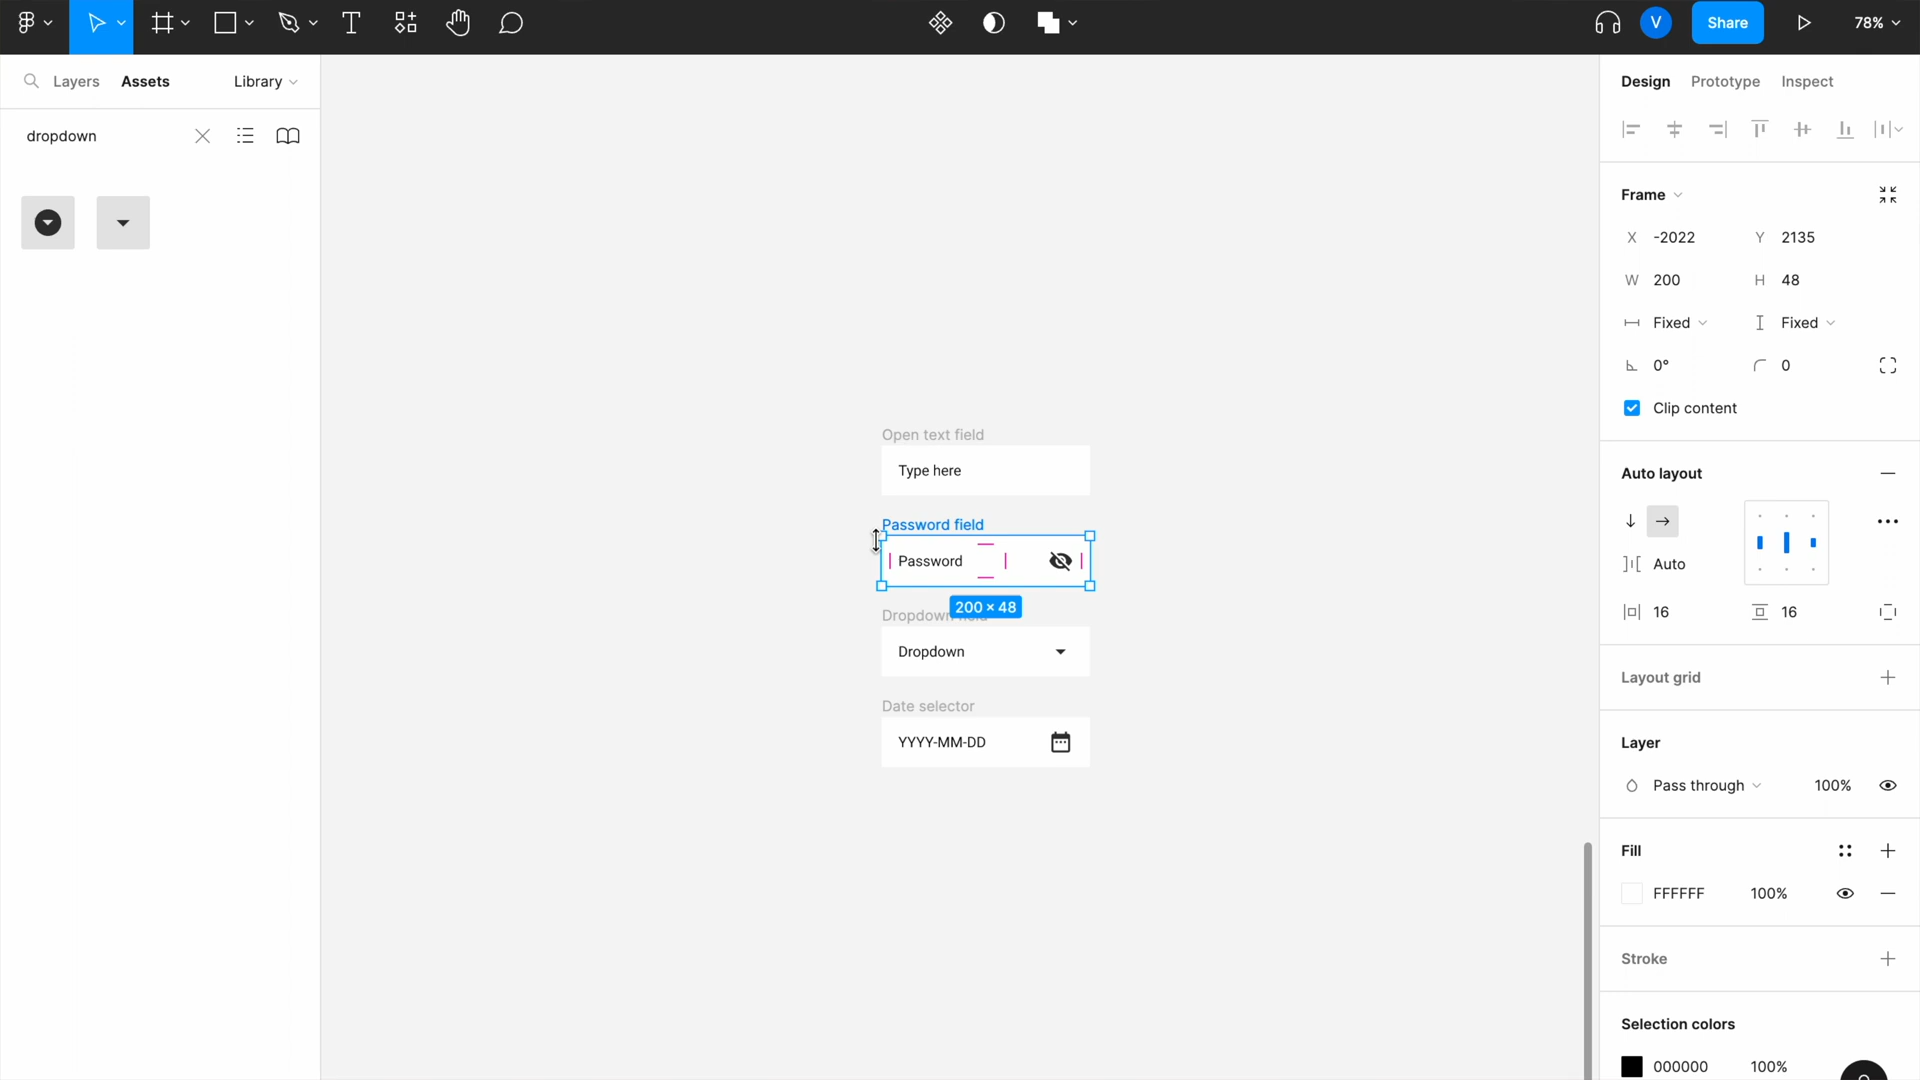 V
Share
78%
Layers
Assets
Library
dropdown
Open text field
Type here
Password field
Password
200 × 48
Dropdown
Dropdown
Date selector
YYYY-MM-DD
Design
Prototype
Inspect
Frame
X -2022
Y 2135
W 200
H 48
Fixed
Fixed
0°
0
Clip content
Auto layout
Auto
16
16
Layout grid
Layer
Pass through
100%
Fill
FFFFFF
100%
Stroke
Selection colors
000000
100%